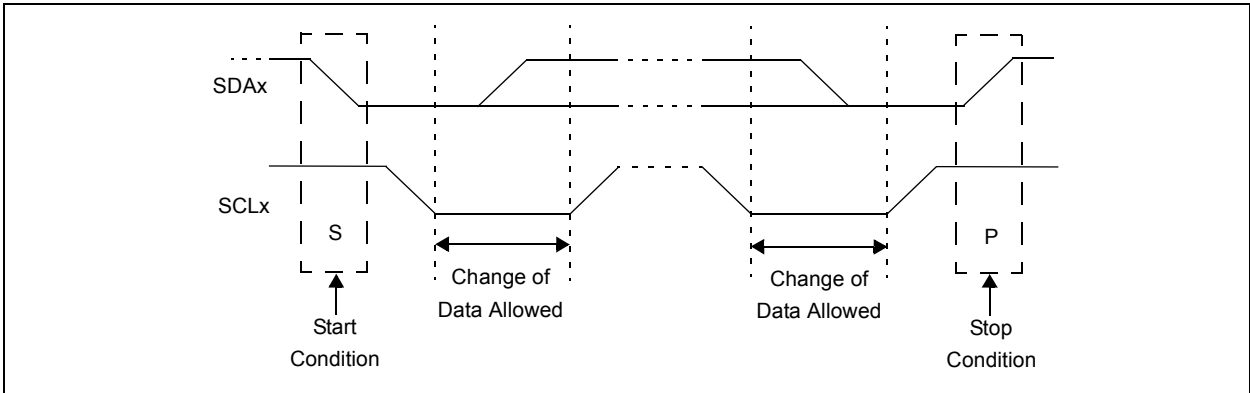 SDAx
SCLx
S
P
Change of
Data Allowed
Change of
Data Allowed
Start
Condition
Stop
Condition